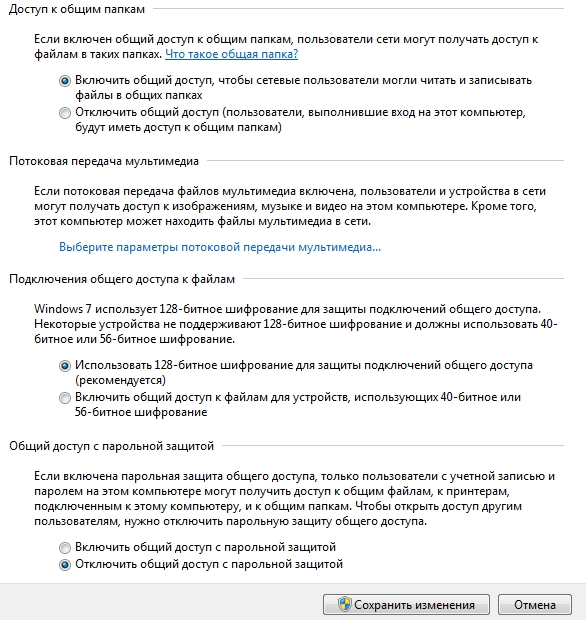 Доступ к общим папкам
Если включен общий доступ к общим папкам, пользователи сети могут получать доступ к
файлам в таких папках. Что такое общая папка?
Включить общий доступ, чтобы сетевые пользователи могли читать и записывать
файлы в общих папках
Отключить общий доступ (пользователи, выполнившие вход на этот компьютер,
будут иметь доступ к общим папкам)
Потоковая передача мультимедиа
Если потоковая передача файлов мультимедиа включена, пользователи и устройства в сети
могут получать доступ к изображениям, музыке и видео на этом компьютере. Кроме того,
этот компьютер может находить файлы мультимедиа в сети.
Выберите параметры потоковой передачи мультимедиа...
Подключения общего доступа к файлам
Windows 7 использует 128-битное шифрование для защиты подключений общего доступа.
Некоторые устройства не поддерживают 128-битное шифрование и должны использовать 40-
битное или 56-битное шифрование.
Использовать 128-битное шифрование для защиты подключений общего доступа
(рекомендуется)
Включить общий доступ к файлам для устройств, использующих 40-битное или
56-битное шифрование
Общий доступ с парольной защитой
Если включена парольная защита общего доступа, только пользователи с учетной записью и
паролем на этом компьютере могут получить доступ к общим файлам, к принтерам,
подключенным к этому компьютеру, и к общим папкам. Чтобы открыть доступ другим
пользователям, нужно отключить парольную защиту общего доступа.
Включить общий доступ с парольной защитой
Отключить общий доступ с парольной защитой
Сохранить изменения Отмена